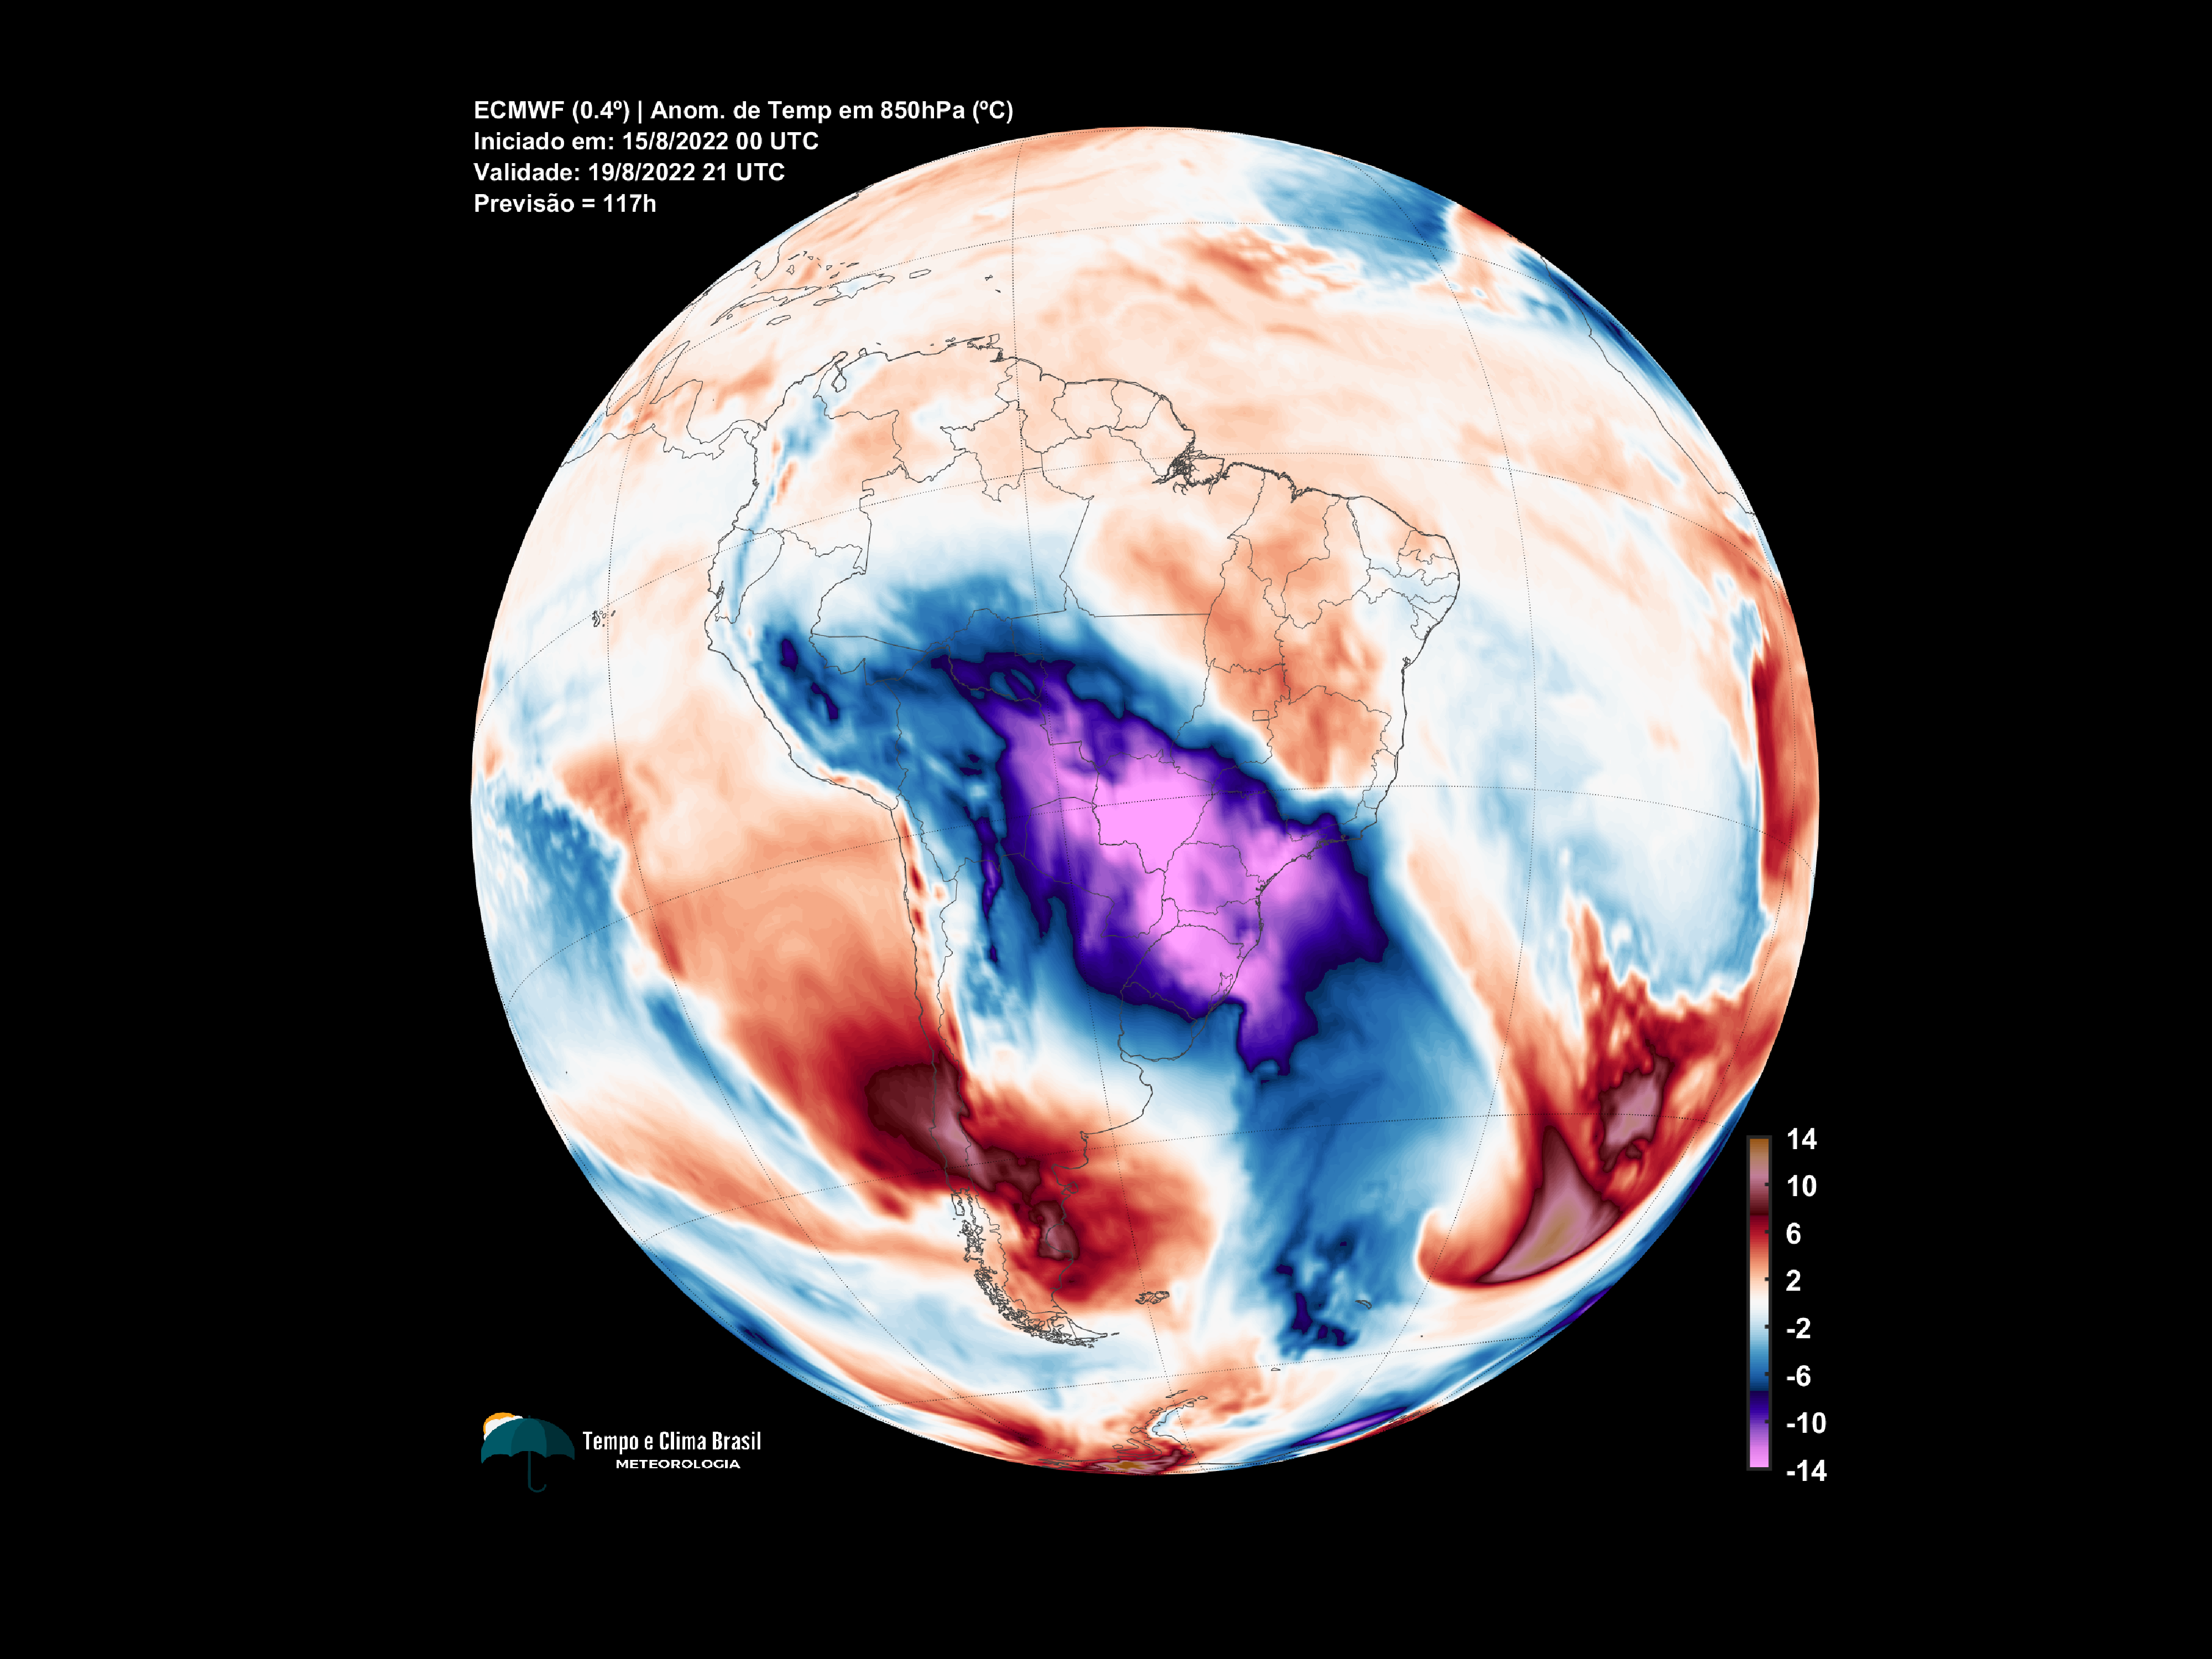 ECMWF (0.4º) | Anom. de Temp em 850hPa (ºC)
Iniciado em: 15/8/2022 00 UTC
Validade: 19/8/2022 21 UTC
Previsão = 117h
14
10
6
2
-2
-6
-10
-14
Tempo e Clima Brasil
METEOROLOGIA